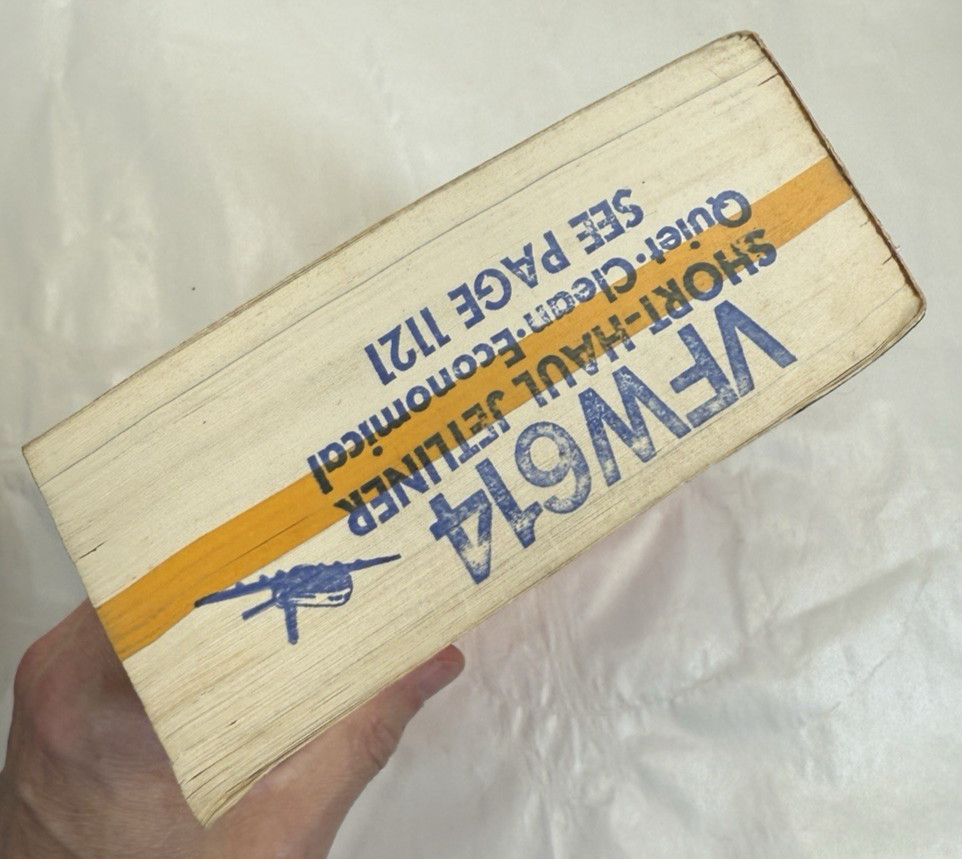 VFW614
SHORT-HAUL JETLINER
Quiet·Clean·Economical
SEE PAGE 1121